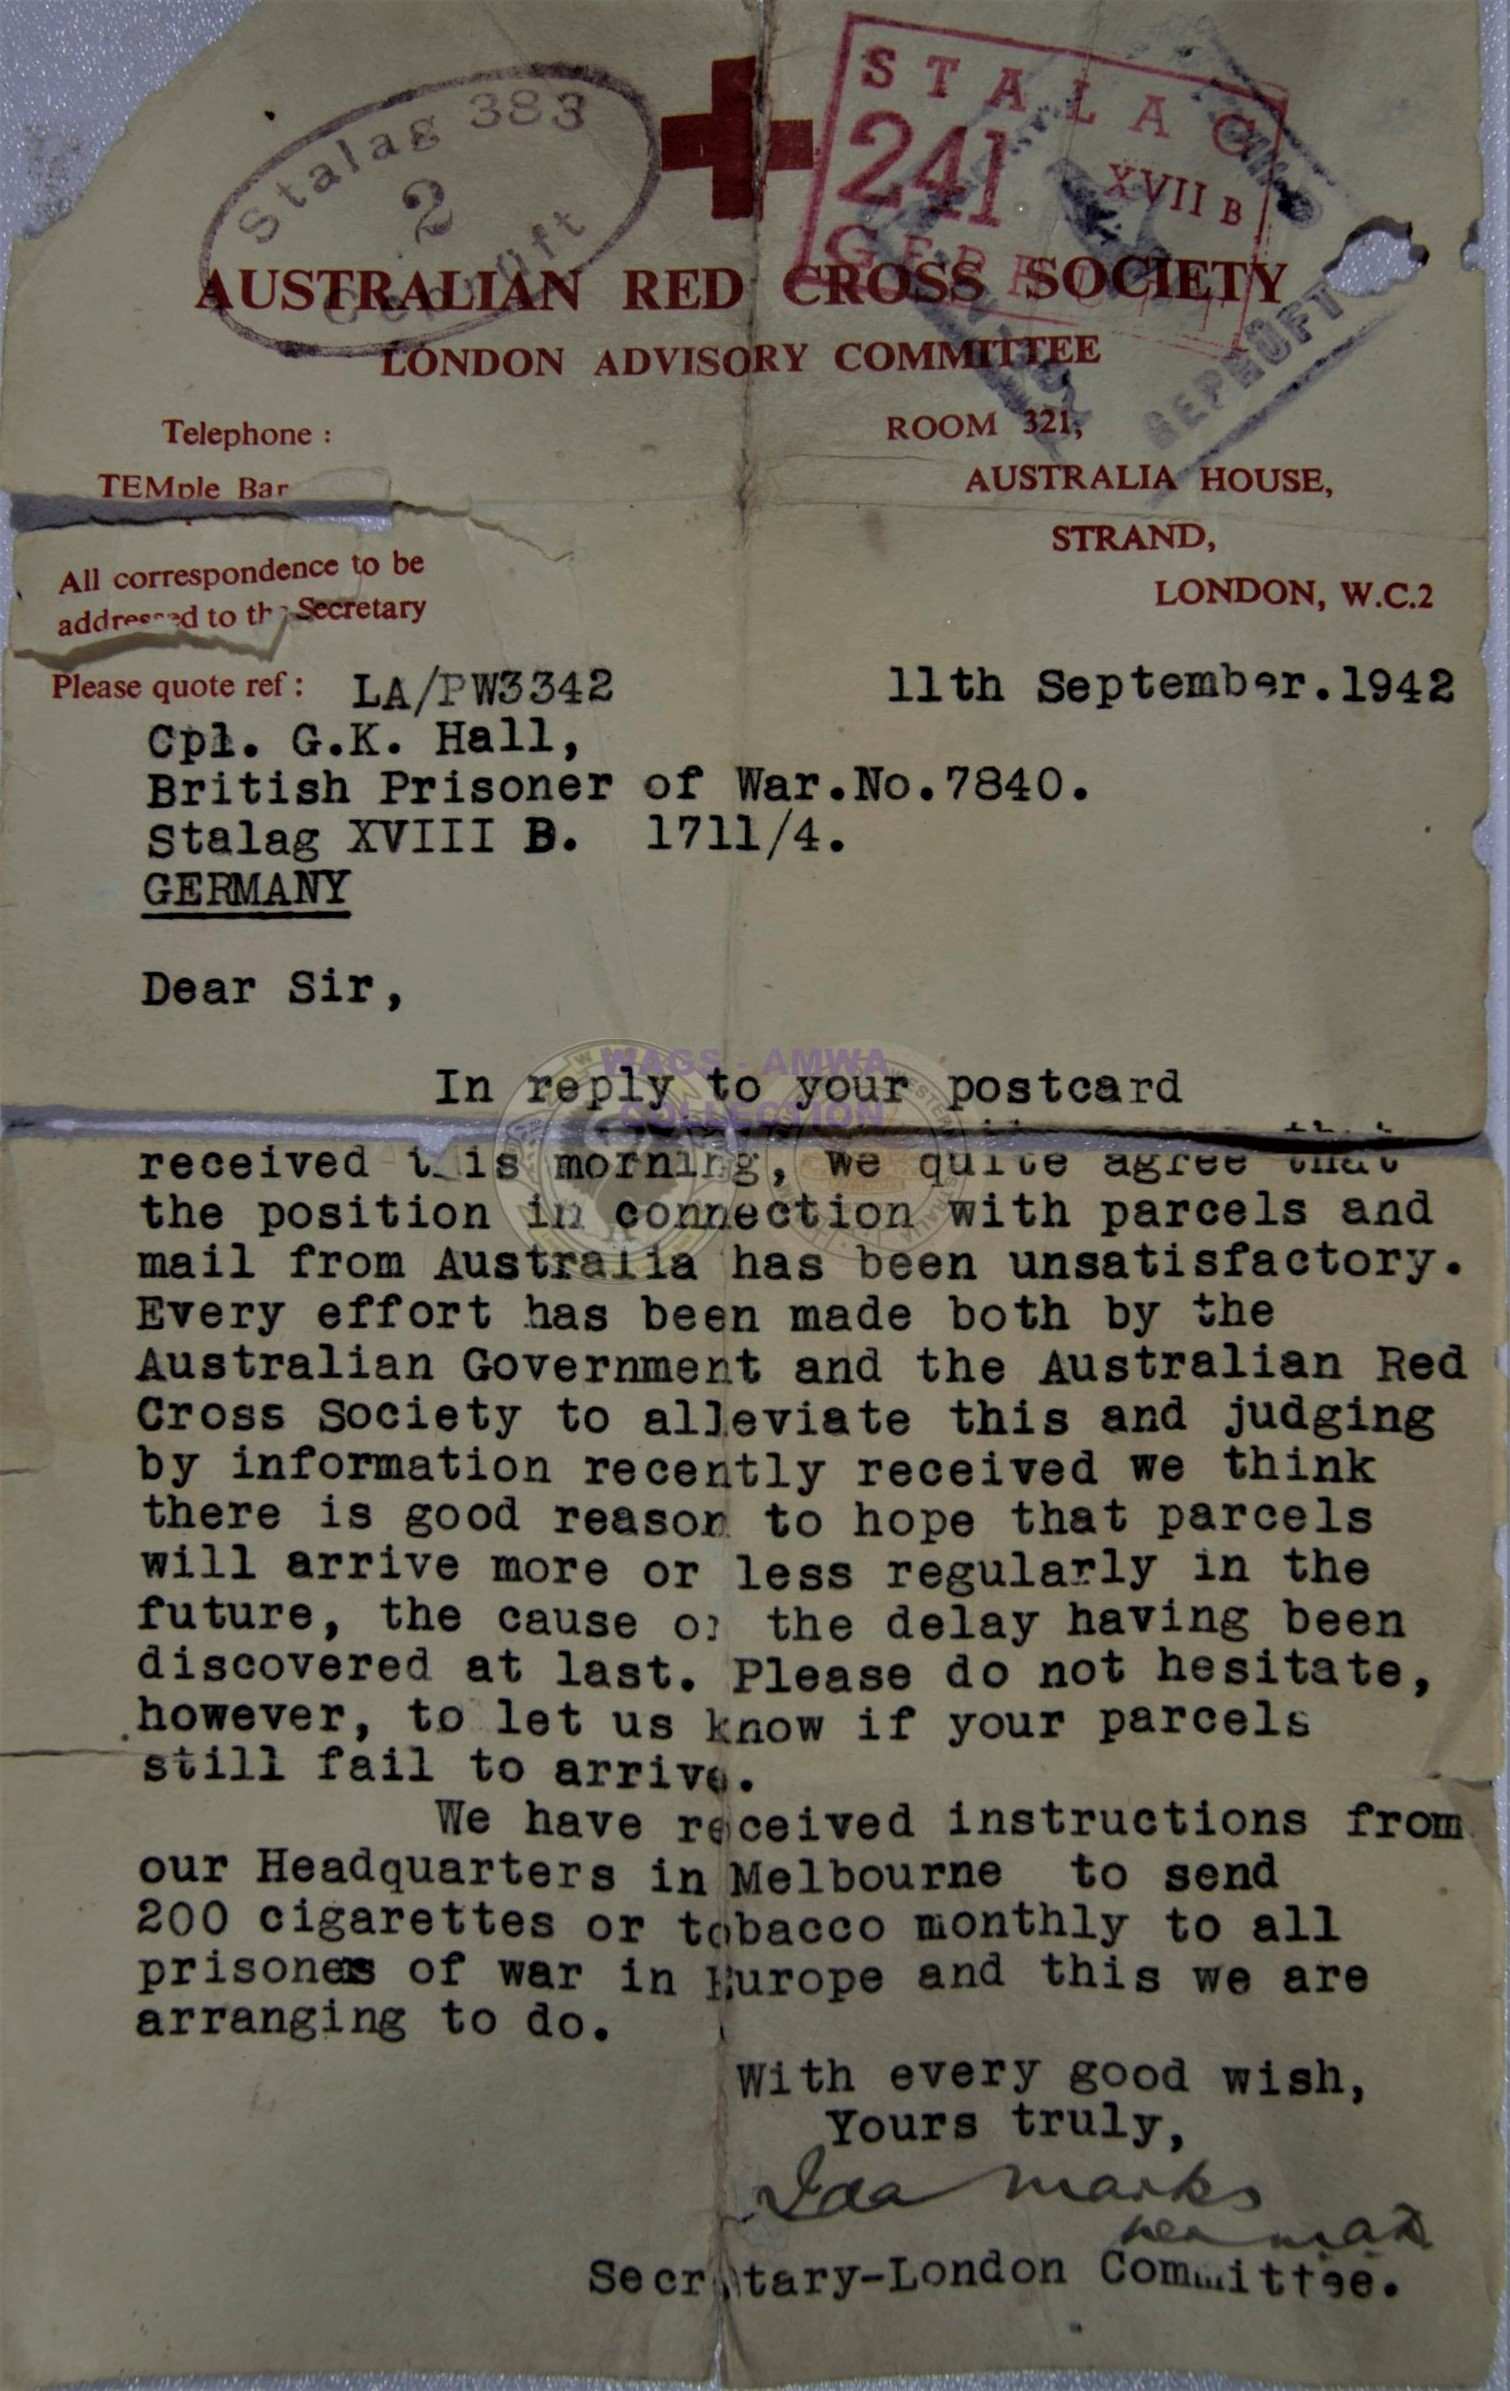 Stalag 383
2
Geprüft
STALAG
241
XVII B
GEPRÜFT
AUSTRALIAN RED CROSS SOCIETY
LONDON ADVISORY COMMITTEE
Telephone :
TEMple Bar
ROOM 321,
AUSTRALIA HOUSE,
STRAND,
LONDON, W.C.2
All correspondence to be
addressed to the Secretary
Please quote ref : LA/PW3342
11th September.1942
Cpl. G.K. Hall,
British Prisoner of War.No.7840.
Stalag XVIII B. 1711/4.
GERMANY
Dear Sir,
In reply to your postcard
received this morning, we quite agree that
the position in connection with parcels and
mail from Australia has been unsatisfactory.
Every effort has been made both by the
Australian Government and the Australian Red
Cross Society to alleviate this and judging
by information recently received we think
there is good reason to hope that parcels
will arrive more or less regularly in the
future, the cause of the delay having been
discovered at last. Please do not hesitate,
however, to let us know if your parcels
still fail to arrive.
We have received instructions from
our Headquarters in Melbourne to send
200 cigarettes or tobacco monthly to all
prisoners of war in Europe and this we are
arranging to do.
With every good wish,
Yours truly,
Ida Marks
Secretary-London Committee.
WAGS - AMWA
COLLECTION